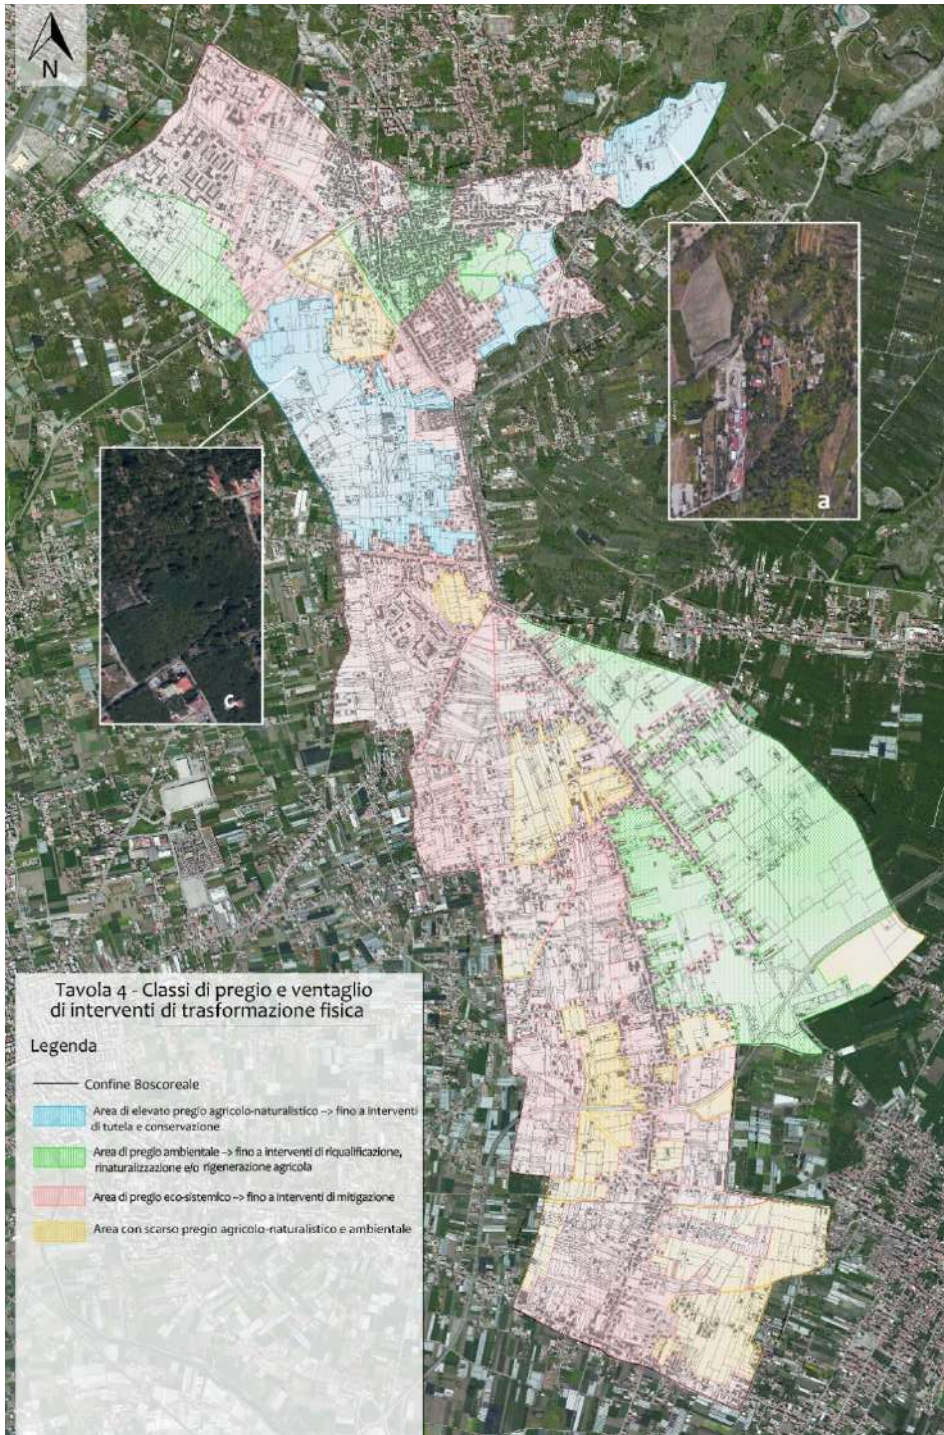 N
a
c
Tavola 4 - Classi di pregio e ventaglio
di interventi di trasformazione fisica
Legenda
Confine Boscoreale
Area di elevato pregio agricolo-naturalistico –> fino a interventi
di tutela e conservazione
Area di pregio ambientale –> fino a interventi di riqualificazione,
rinaturalizzazione e/o rigenerazione agricola
Area di pregio eco-sistemico –> fino a interventi di mitigazione
Area con scarso pregio agricolo-naturalistico e ambientale